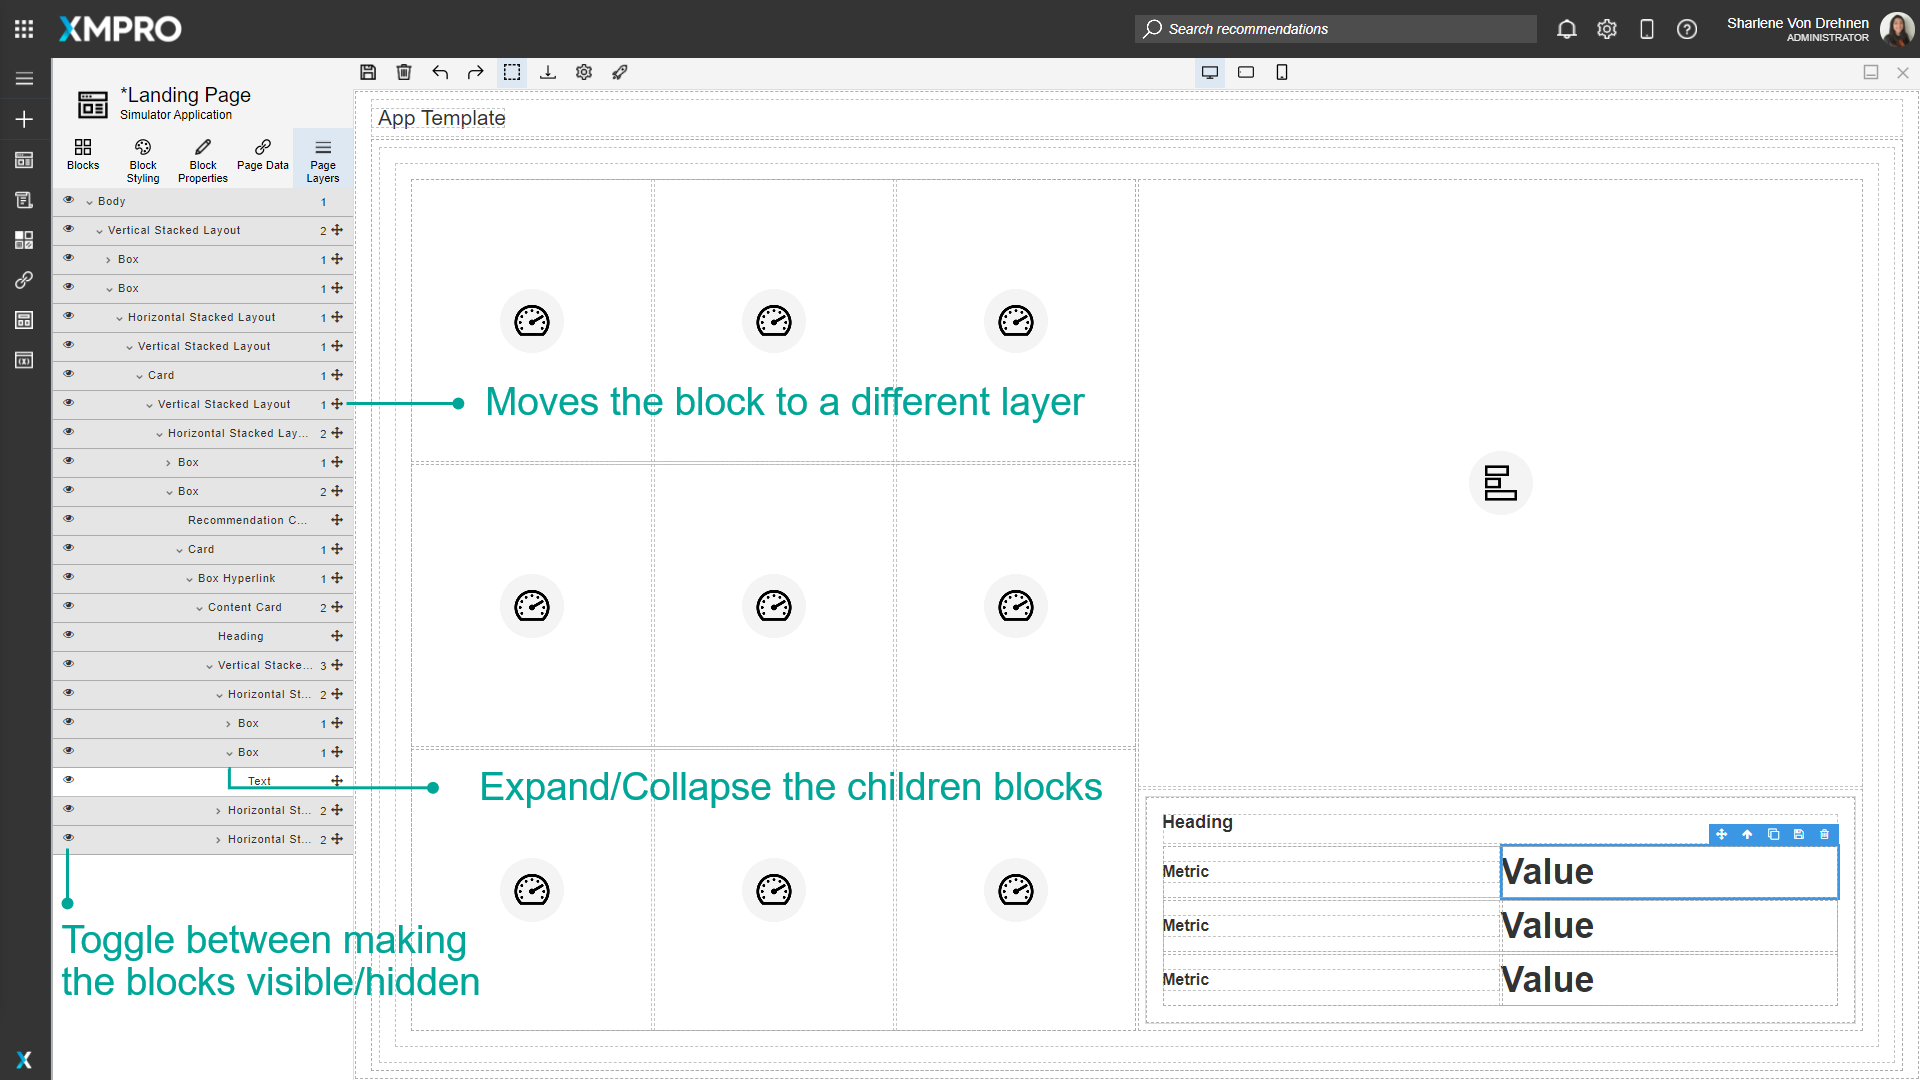 XMPRO
Search recommendations
Sharlene Von Drehnen
ADMINISTRATOR
*Landing Page
Simulator Application
Blocks
Block Styling
Block Properties
Page Data
Page Layers
App Template
Body 1
Vertical Stacked Layout 2
Box 1
Box 1
Horizontal Stacked Layout 1
Vertical Stacked Layout 1
Card 1
Vertical Stacked Layout 1
Moves the block to a different layer
Horizontal Stacked Lay... 2
Box 1
Box 2
Recommendation C...
Card 1
Box Hyperlink 1
Content Card 2
Heading
Vertical Stacke... 3
Horizontal St... 2
Box 1
Box 1
Text
Expand/Collapse the children blocks
Horizontal St... 2
Horizontal St... 2
Toggle between making
the blocks visible/hidden
Heading
Metric Value
Metric Value
Metric Value
X